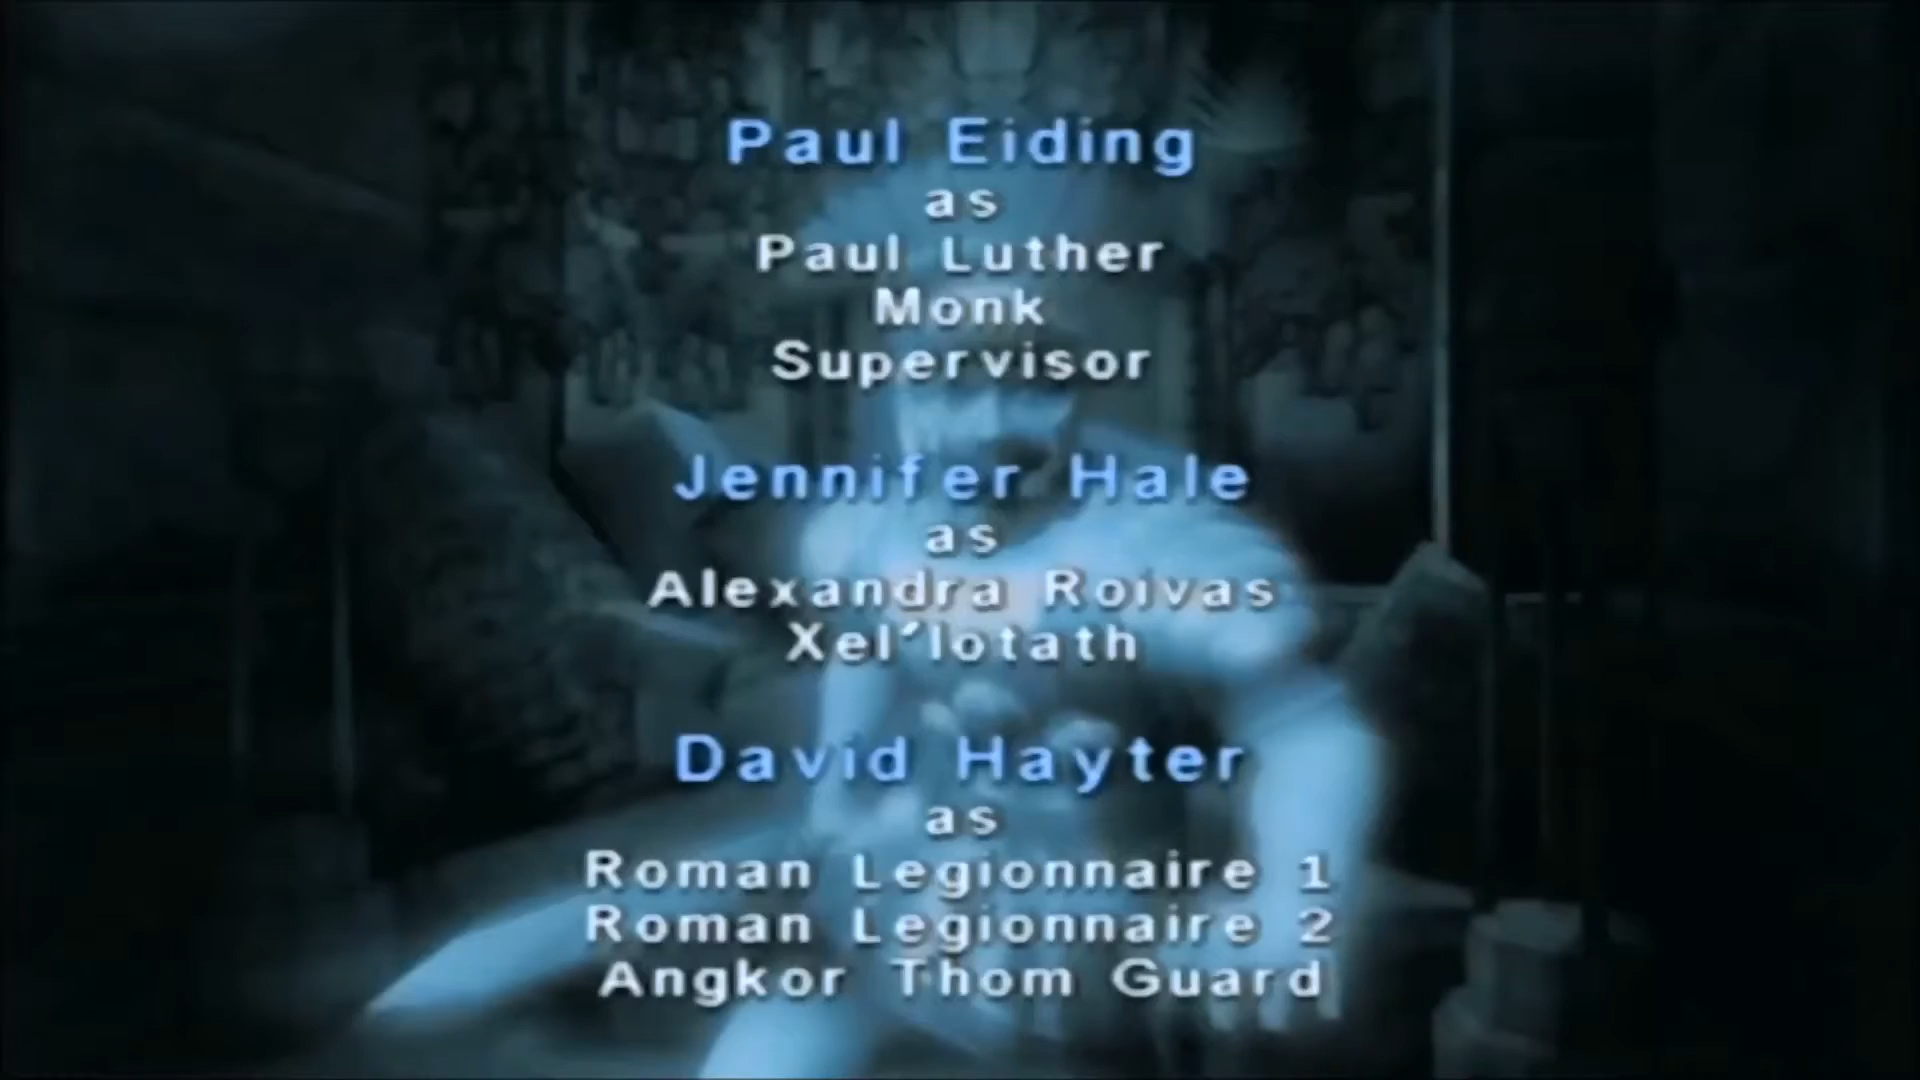 Paul Eiding
as
Paul Luther
Monk
Supervisor
Jennifer Hale
as
Alexandra Roivas
Xel'lotath
David Hayter
as
Roman Legionnaire 1
Roman Legionnaire 2
Angkor Thom Guard